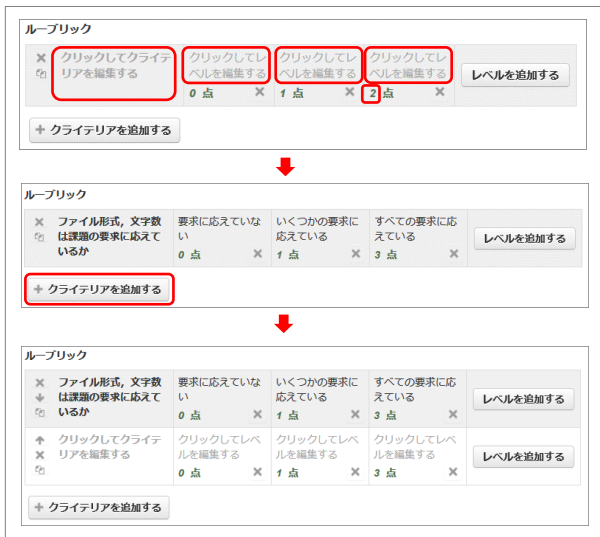 ルーブリック
クリックしてクライテ
リアを編集する
クリックしてレ
ベルを編集する
0 点
クリックしてレ
ベルを編集する
1 点
クリックしてレ
ベルを編集する
2 点
レベルを追加する
+ クライテリアを追加する
ルーブリック
ファイル形式，文字数
は課題の要求に応えて
いるか
要求に応えていな
い
0 点
いくつかの要求に
応えている
1 点
すべての要求に応
えている
3 点
レベルを追加する
+ クライテリアを追加する
ルーブリック
ファイル形式，文字数
は課題の要求に応えて
いるか
要求に応えていな
い
0 点
いくつかの要求に
応えている
1 点
すべての要求に応
えている
3 点
レベルを追加する
クリックしてクライテ
リアを編集する
クリックしてレベ
ルを編集する
0 点
クリックしてレベ
ルを編集する
1 点
クリックしてレベ
ルを編集する
3 点
レベルを追加する
+ クライテリアを追加する